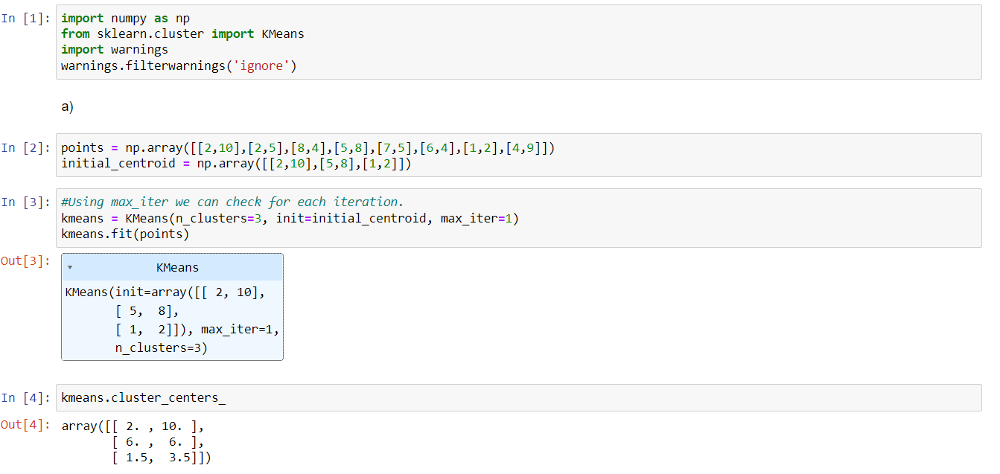 In [1]: import numpy as np
from sklearn.cluster import KMeans
import warnings
warnings.filterwarnings('ignore')
a)
In [2]: points = np.array([[2,10],[2,5],[8,4],[5,8],[7,5],[6,4],[1,2],[4,9]])
initial_centroid = np.array([[2,10],[5,8],[1,2]])
In [3]: #Using max_iter we can check for each iteration.
kmeans = KMeans(n_clusters=3, init=initial_centroid, max_iter=1)
kmeans.fit(points)
Out[3]: ▾ KMeans
KMeans(init=array([[ 2, 10],
[ 5,  8],
[ 1,  2]]), max_iter=1,
n_clusters=3)
In [4]: kmeans.cluster_centers_
Out[4]: array([[ 2. , 10. ],
[ 6. ,  6. ],
[ 1.5,  3.5]])